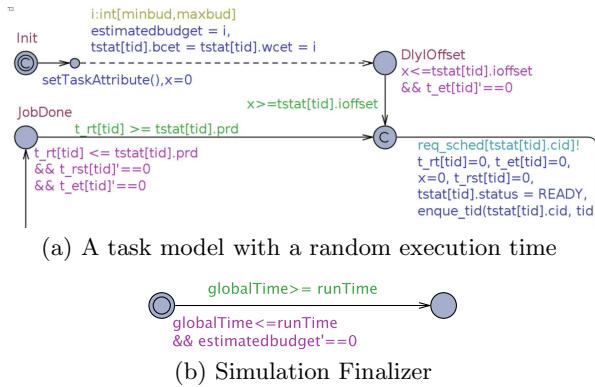 i:int[minbud,maxbud]
Init
estimatedbudget = i,
tstat[tid].bcet = tstat[tid].wcet = i
DlyIOffset
setTaskAttribute(),x=0
x<=tstat[tid].ioffset
&& t_et[tid]'==0
x>=tstat[tid].ioffset
JobDone
t_rt[tid] >= tstat[tid].prd
C
C
t_rt[tid] <= tstat[tid].prd
&& t_rst[tid]'==0
&& t_et[tid]'==0
req_sched[tstat[tid].cid]!
t_rt[tid]=0, t_et[tid]=0,
x=0, t_rst[tid]=0,
tstat[tid].status = READY,
enque_tid(tstat[tid].cid, tid
(a) A task model with a random execution time
globalTime>= runTime
globalTime<=runTime
&& estimatedbudget'==0
(b) Simulation Finalizer